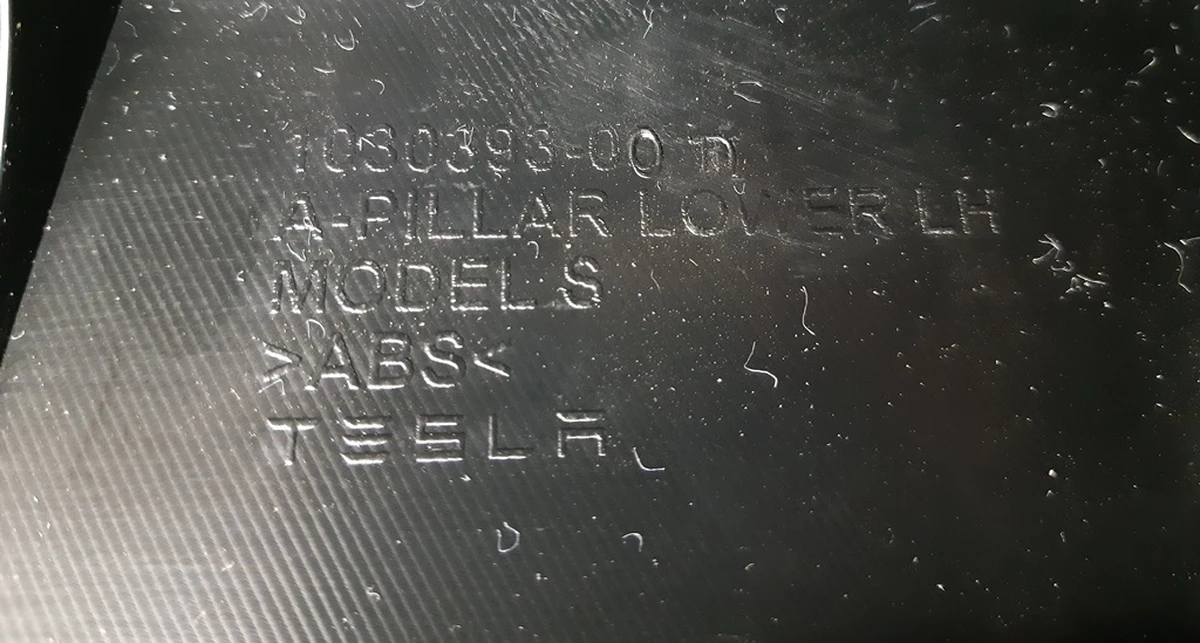 1030393-00
A-PILLAR LOWER LH
MODEL S
>ABS<
TESLA